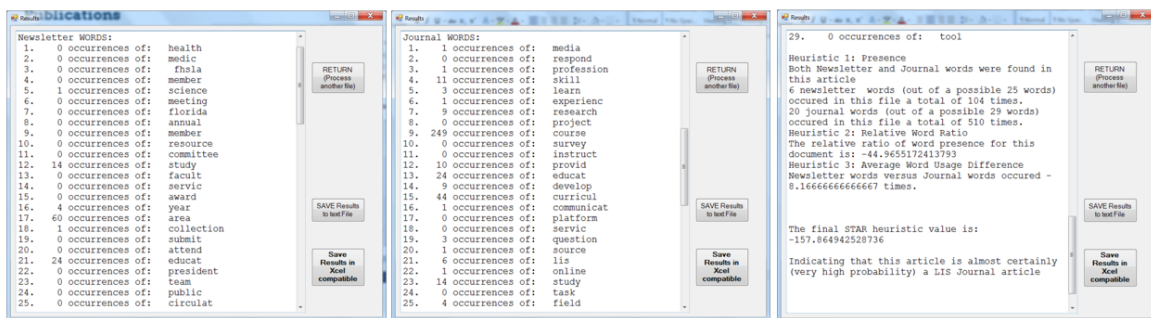 Publications
Results
Newsletter WORDS:
1. 0 occurrences of: health
2. 0 occurrences of: medic
3. 0 occurrences of: fhsla
4. 0 occurrences of: member
5. 1 occurrences of: science
6. 0 occurrences of: meeting
7. 0 occurrences of: florida
8. 0 occurrences of: annual
9. 0 occurrences of: member
10. 0 occurrences of: resource
11. 0 occurrences of: committee
12. 14 occurrences of: study
13. 0 occurrences of: facult
14. 0 occurrences of: servic
15. 0 occurrences of: award
16. 4 occurrences of: year
17. 60 occurrences of: area
18. 1 occurrences of: collection
19. 0 occurrences of: submit
20. 0 occurrences of: attend
21. 24 occurrences of: educat
22. 0 occurrences of: president
23. 0 occurrences of: team
24. 0 occurrences of: public
25. 0 occurrences of: circulat
RETURN
(Process
another file)
SAVE Results
to text File
Save
Results in
Xcel
compatible
Results
Journal WORDS:
1. 1 occurrences of: media
2. 0 occurrences of: respond
3. 1 occurrences of: profession
4. 11 occurrences of: skill
5. 3 occurrences of: learn
6. 1 occurrences of: experienc
7. 9 occurrences of: research
8. 0 occurrences of: project
9. 249 occurrences of: course
10. 0 occurrences of: survey
11. 0 occurrences of: instruct
12. 10 occurrences of: provid
13. 24 occurrences of: educat
14. 9 occurrences of: develop
15. 44 occurrences of: curricul
16. 1 occurrences of: communicat
17. 0 occurrences of: platform
18. 0 occurrences of: servic
19. 3 occurrences of: question
20. 1 occurrences of: source
21. 6 occurrences of: lis
22. 1 occurrences of: online
23. 14 occurrences of: study
24. 0 occurrences of: task
25. 4 occurrences of: field
RETURN
(Process
another file)
SAVE Results
to text File
Save
Results in
Xcel
compatible
Results
29. 0 occurrences of: tool
Heuristic 1: Presence
Both Newsletter and Journal words were found in
this article
6 newsletter words (out of a possible 25 words)
occured in this file a total of 104 times.
20 journal words (out of a possible 29 words)
occured in this file a total of 510 times.
Heuristic 2: Relative Word Ratio
The relative ratio of word presence for this
document is: -44.9655172413793
Heuristic 3: Average Word Usage Difference
Newsletter words versus Journal words occured -
8.16666666666667 times.
The final STAR heuristic value is:
-157.864942528736
Indicating that this article is almost certainly
(very high probability) a LIS Journal article
RETURN
(Process
another file)
SAVE Results
to text File
Save
Results in
Xcel
compatible